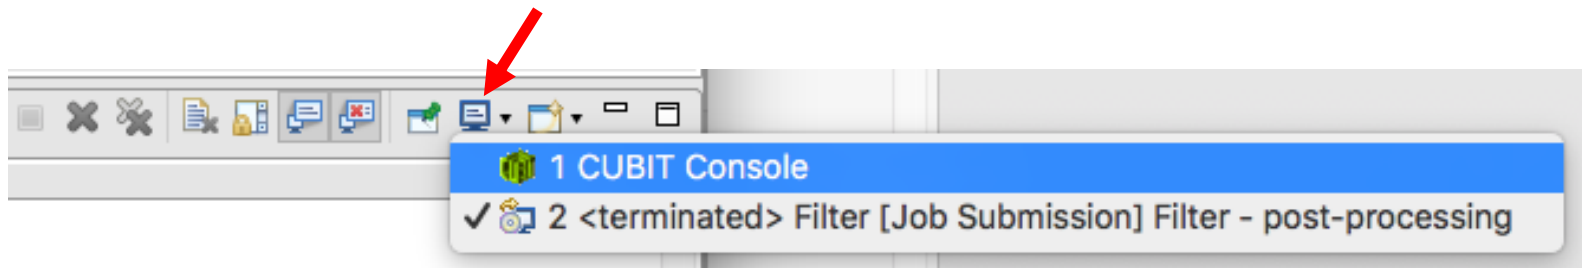 1 CUBIT Console
2 <terminated> Filter [Job Submission] Filter - post-processing